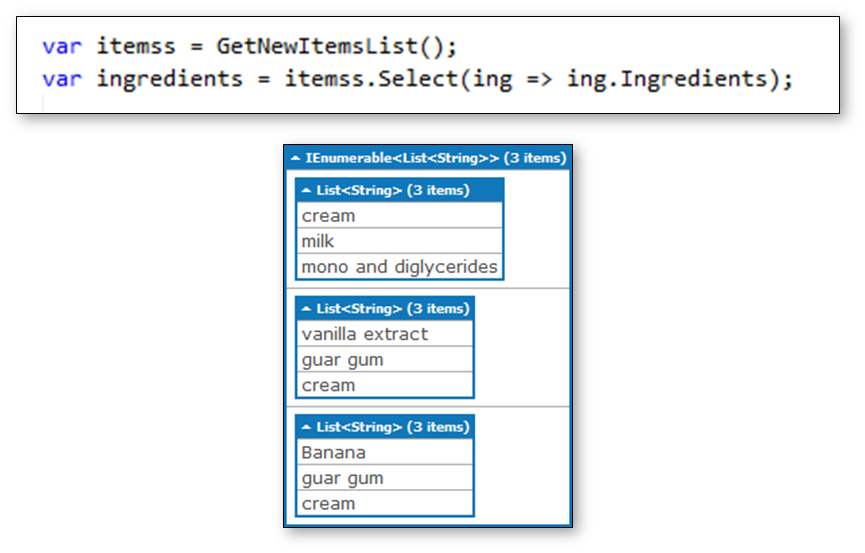 var itemss = GetNewItemsList();
var ingredients = itemss.Select(ing => ing.Ingredients);
IEnumerable<List<String>> (3 items)
List<String> (3 items)
cream
milk
mono and diglycerides
List<String> (3 items)
vanilla extract
guar gum
cream
List<String> (3 items)
Banana
guar gum
cream